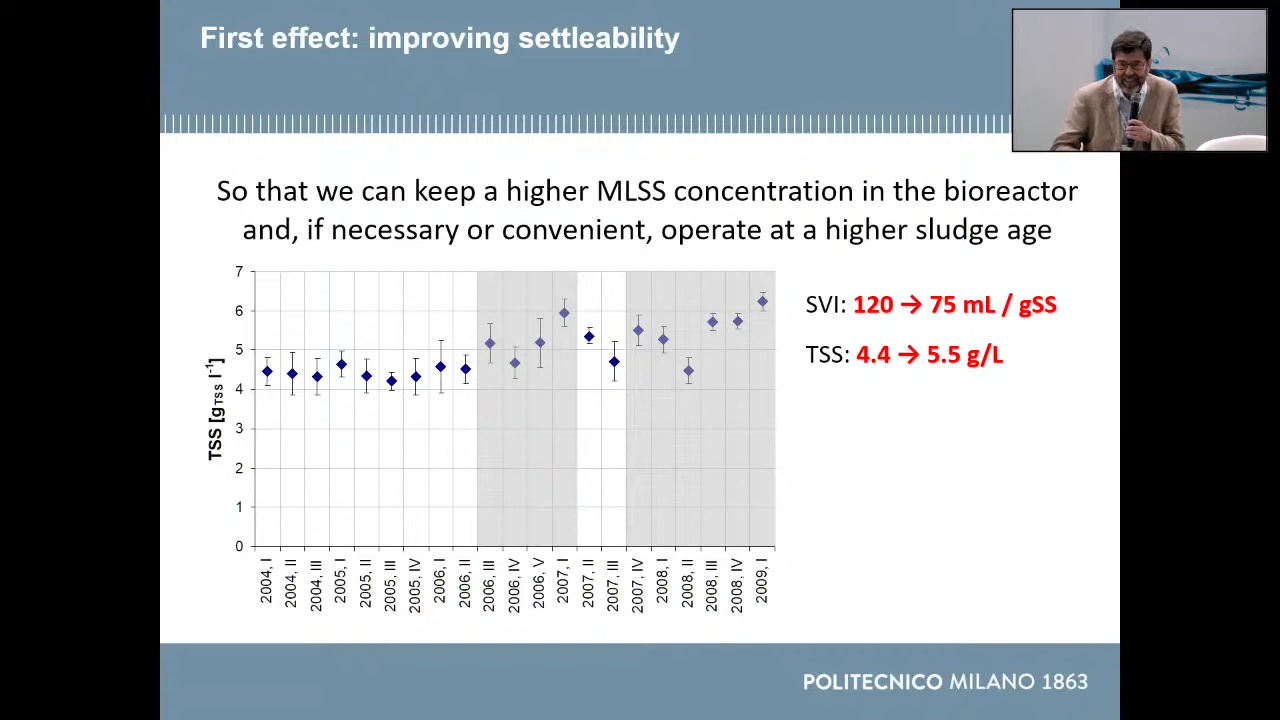 First effect: improving settleability
So that we can keep a higher MLSS concentration in the bioreactor
and, if necessary or convenient, operate at a higher sludge age
7
6
5
4
3
2
1
0
TSS [gTSS l-1]
2004, I
2004, II
2004, III
2005, I
2005, II
2005, III
2005, IV
2006, I
2006, II
2006, III
2006, IV
2006, V
2007, I
2007, II
2007, III
2007, IV
2008, I
2008, II
2008, III
2008, IV
2009, I
SVI: 120 → 75 mL / gSS
TSS: 4.4 → 5.5 g/L
POLITECNICO MILANO 1863